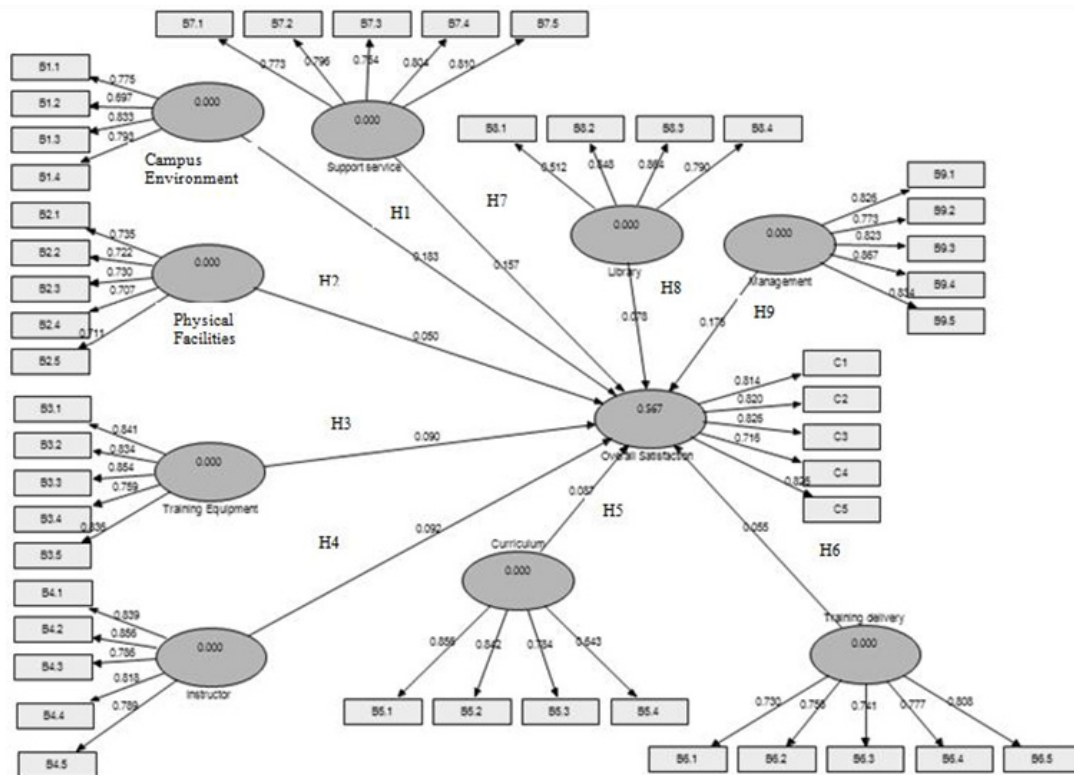 B7.1
B7.2
B7.3
B7.4
B7.5
0.773
0.796
0.804
0.810
0.000
Support service
B1.1
B1.2
B1.3
B1.4
0.775
0.697
0.833
0.793
0.000
Campus
Environment
B8.1
B8.2
B8.3
B8.4
0.512
0.790
0.000
Library
B9.1
B9.2
B9.3
B9.4
B9.5
0.826
0.773
0.823
0.867
0.834
0.000
Management
B2.1
B2.2
B2.3
B2.4
B2.5
0.735
0.722
0.730
0.707
0.711
0.000
Physical
Facilities
H1
0.183
H7
0.157
H2
0.050
H8
0.078
H9
B3.1
B3.2
B3.3
B3.4
B3.5
0.841
0.834
0.000
Training Equipment
H3
0.090
0.567
Overall Satisfaction
C1
C2
C3
C4
C5
0.814
0.820
B4.1
B4.2
B4.3
B4.4
B4.5
0.839
0.856
0.818
0.789
0.000
Instructor
H4
0.092
H5
Curriculum
0.000
0.842
0.784
0.843
B5.1
B5.2
B5.3
B5.4
H6
0.055
Training delivery
0.000
0.730
0.741
0.777
0.808
B6.1
B6.2
B6.3
B6.4
B6.5